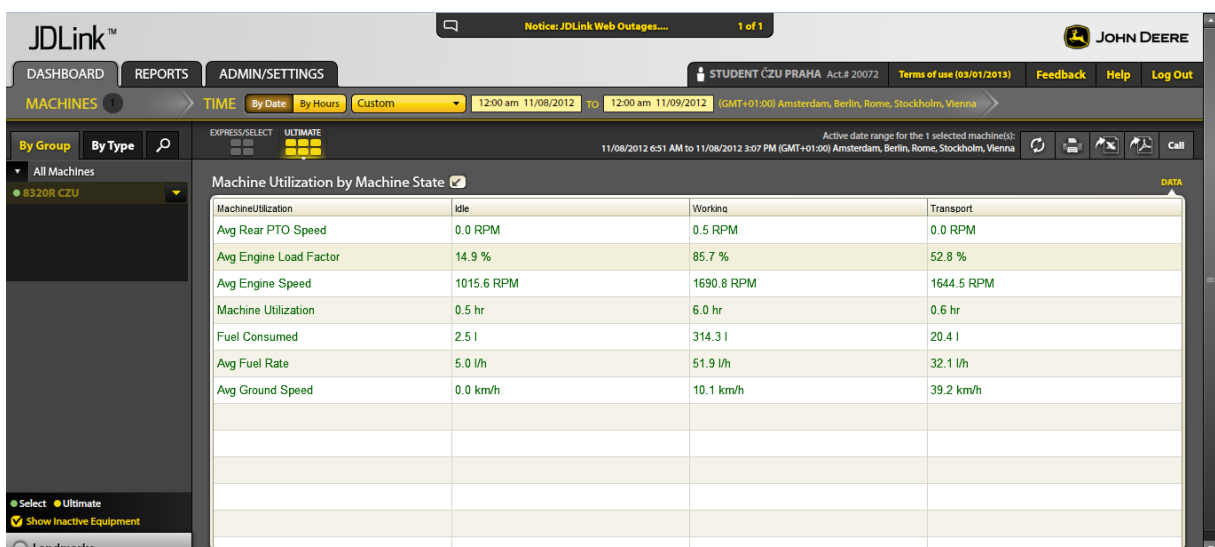 JDLink™
Notice: JDLink Web Outages.... 1 of 1
JOHN DEERE
DASHBOARD REPORTS ADMIN/SETTINGS
STUDENT ČZU PRAHA Act.# 20072 Terms of use (03/01/2013) Feedback Help Log Out
MACHINES 1 TIME By Date By Hours Custom 12:00 am 11/08/2012 TO 12:00 am 11/09/2012 (GMT+01:00) Amsterdam, Berlin, Rome, Stockholm, Vienna
By Group By Type
EXPRESS/SELECT ULTIMATE
Active date range for the 1 selected machine(s):
11/08/2012 6:51 AM to 11/08/2012 3:07 PM (GMT+01:00) Amsterdam, Berlin, Rome, Stockholm, Vienna
Call
All Machines
8320R CZU
Machine Utilization by Machine State
DATA
MachineUtilization Idle Working Transport
Avg Rear PTO Speed 0.0 RPM 0.5 RPM 0.0 RPM
Avg Engine Load Factor 14.9 % 85.7 % 52.8 %
Avg Engine Speed 1015.6 RPM 1690.8 RPM 1644.5 RPM
Machine Utilization 0.5 hr 6.0 hr 0.6 hr
Fuel Consumed 2.5 l 314.3 l 20.4 l
Avg Fuel Rate 5.0 l/h 51.9 l/h 32.1 l/h
Avg Ground Speed 0.0 km/h 10.1 km/h 39.2 km/h
Select Ultimate
Show Inactive Equipment
Landmarks